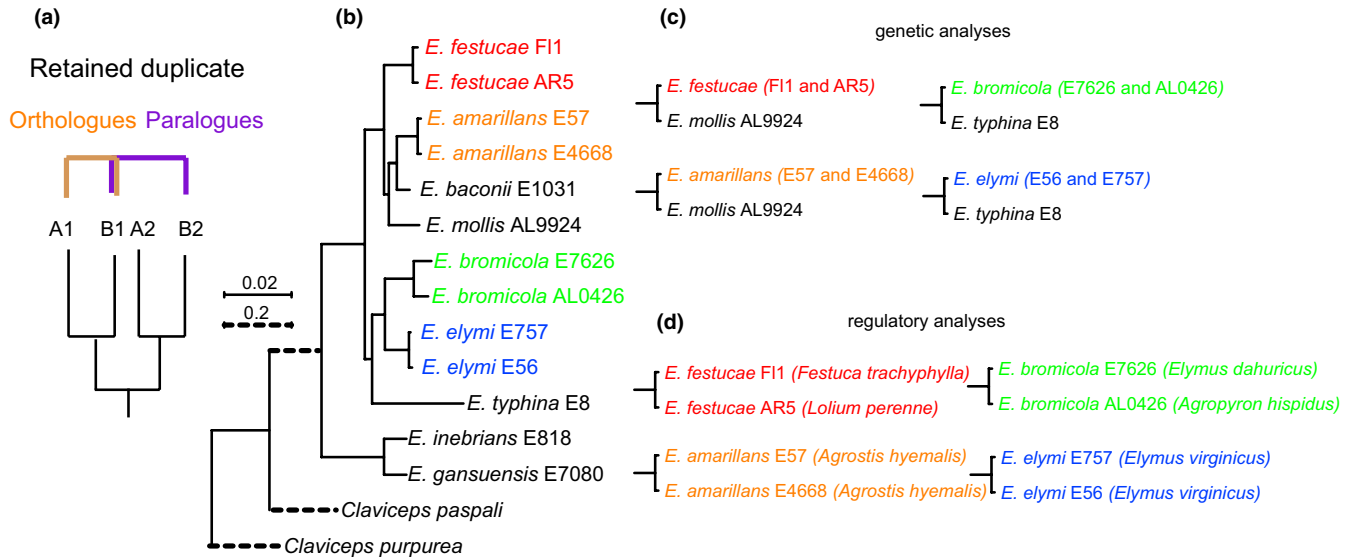 (a)
Retained duplicate
Orthologues Paralogues
A1 B1 A2 B2
(b)
0.02
0.2
E. festucae Fl1
E. festucae AR5
E. amarillans E57
E. amarillans E4668
E. baconii E1031
E. mollis AL9924
E. bromicola E7626
E. bromicola AL0426
E. elymi E757
E. elymi E56
E. typhina E8
E. inebrians E818
E. gansuensis E7080
Claviceps paspali
Claviceps purpurea
(c)
genetic analyses
E. festucae (Fl1 and AR5)
E. mollis AL9924
E. bromicola (E7626 and AL0426)
E. typhina E8
E. amarillans (E57 and E4668)
E. mollis AL9924
E. elymi (E56 and E757)
E. typhina E8
(d)
regulatory analyses
E. festucae Fl1 (Festuca trachyphylla)
E. festucae AR5 (Lolium perenne)
E. bromicola E7626 (Elymus dahuricus)
E. bromicola AL0426 (Agropyron hispidus)
E. amarillans E57 (Agrostis hyemalis)
E. amarillans E4668 (Agrostis hyemalis)
E. elymi E757 (Elymus virginicus)
E. elymi E56 (Elymus virginicus)